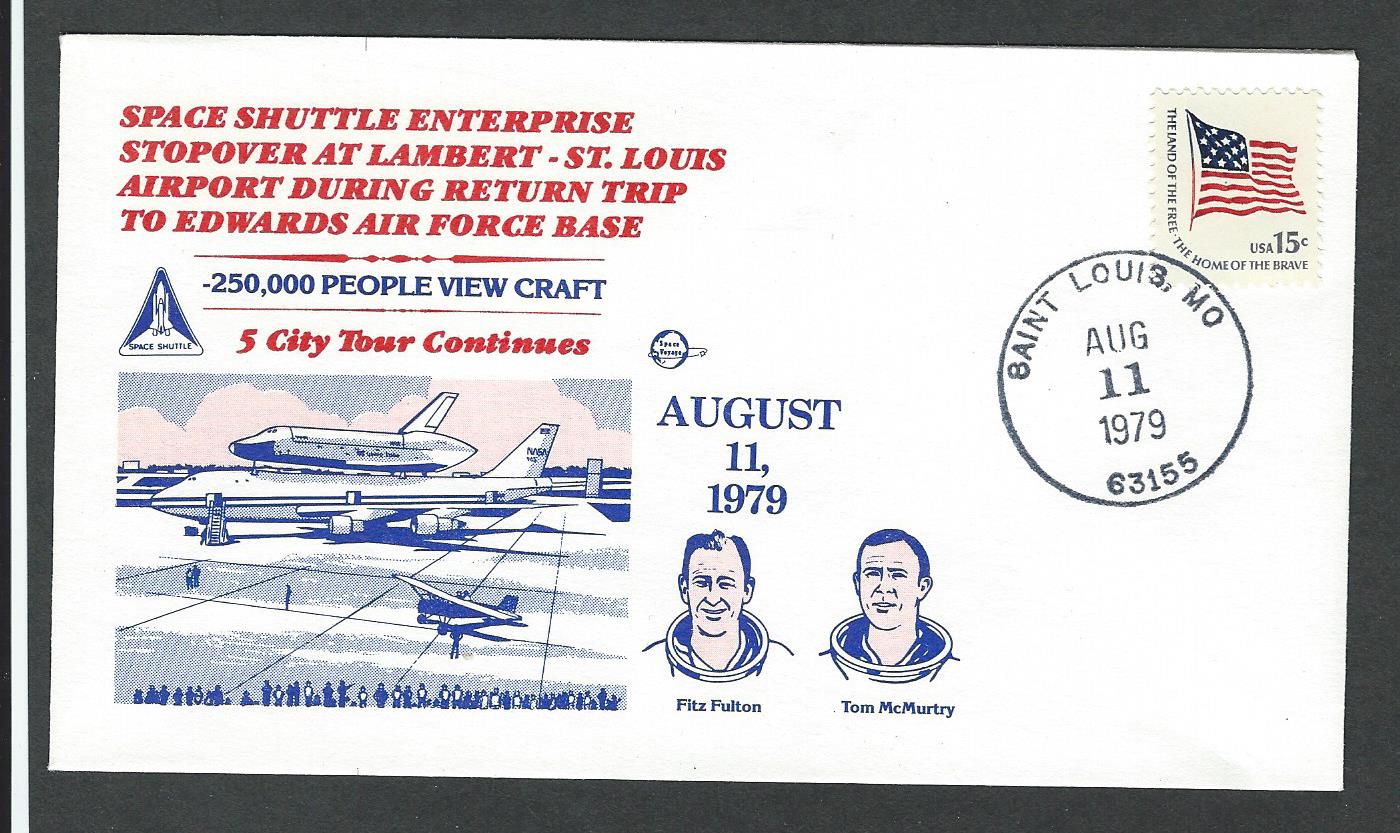 SPACE SHUTTLE ENTERPRISE
STOPOVER AT LAMBERT - ST. LOUIS
AIRPORT DURING RETURN TRIP
TO EDWARDS AIR FORCE BASE
-250,000 PEOPLE VIEW CRAFT
SPACE SHUTTLE
5 City Tour Continues
Space
Voyage
NASA
AUGUST
11,
1979
Fitz Fulton
Tom McMurtry
THE LAND OF THE FREE · THE HOME OF THE BRAVE
USA 15c
SAINT LOUIS, MO
AUG
11
1979
63155